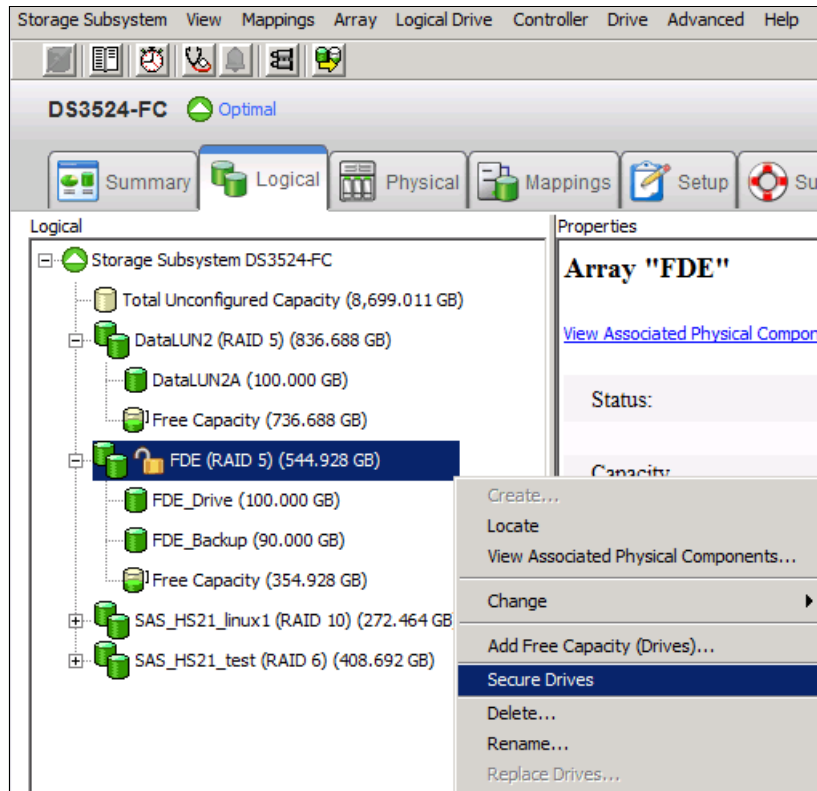 Storage Subsystem View Mappings Array Logical Drive Controller Drive Advanced Help
DS3524-FC Optimal
Summary Logical Physical Mappings Setup Su
Logical
Storage Subsystem DS3524-FC
Total Unconfigured Capacity (8,699.011 GB)
DataLUN2 (RAID 5) (836.688 GB)
DataLUN2A (100.000 GB)
Free Capacity (736.688 GB)
FDE (RAID 5) (544.928 GB)
FDE_Drive (100.000 GB)
FDE_Backup (90.000 GB)
Free Capacity (354.928 GB)
SAS_HS21_linux1 (RAID 10) (272.464 GB
SAS_HS21_test (RAID 6) (408.692 GB)
Properties
Array "FDE"
View Associated Physical Compon
Status:
Capacity
Create...
Locate
View Associated Physical Components...
Change
Add Free Capacity (Drives)...
Secure Drives
Delete...
Rename...
Replace Drives...